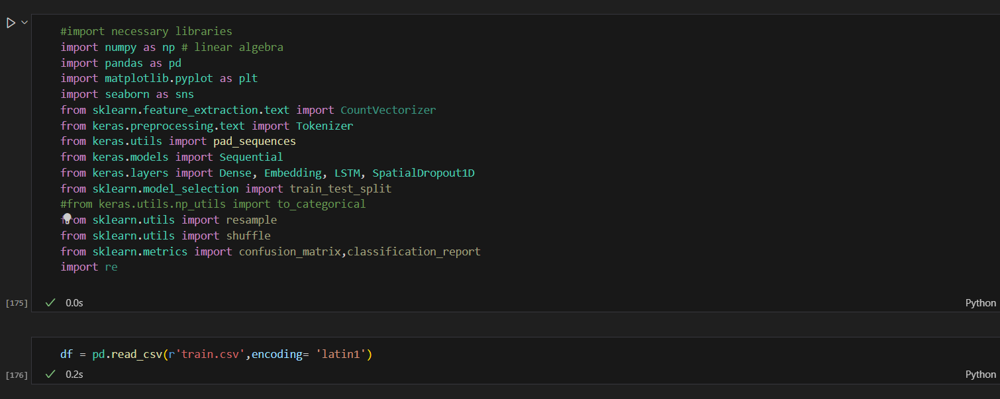 #import necessary libraries
import numpy as np # linear algebra
import pandas as pd
import matplotlib.pyplot as plt
import seaborn as sns
from sklearn.feature_extraction.text import CountVectorizer
from keras.preprocessing.text import Tokenizer
from keras.utils import pad_sequences
from keras.models import Sequential
from keras.layers import Dense, Embedding, LSTM, SpatialDropout1D
from sklearn.model_selection import train_test_split
#from keras.utils.np_utils import to_categorical
from sklearn.utils import resample
from sklearn.utils import shuffle
from sklearn.metrics import confusion_matrix,classification_report
import re
[175] 0.0s Python
df = pd.read_csv(r'train.csv',encoding= 'latin1')
[176] 0.2s Python